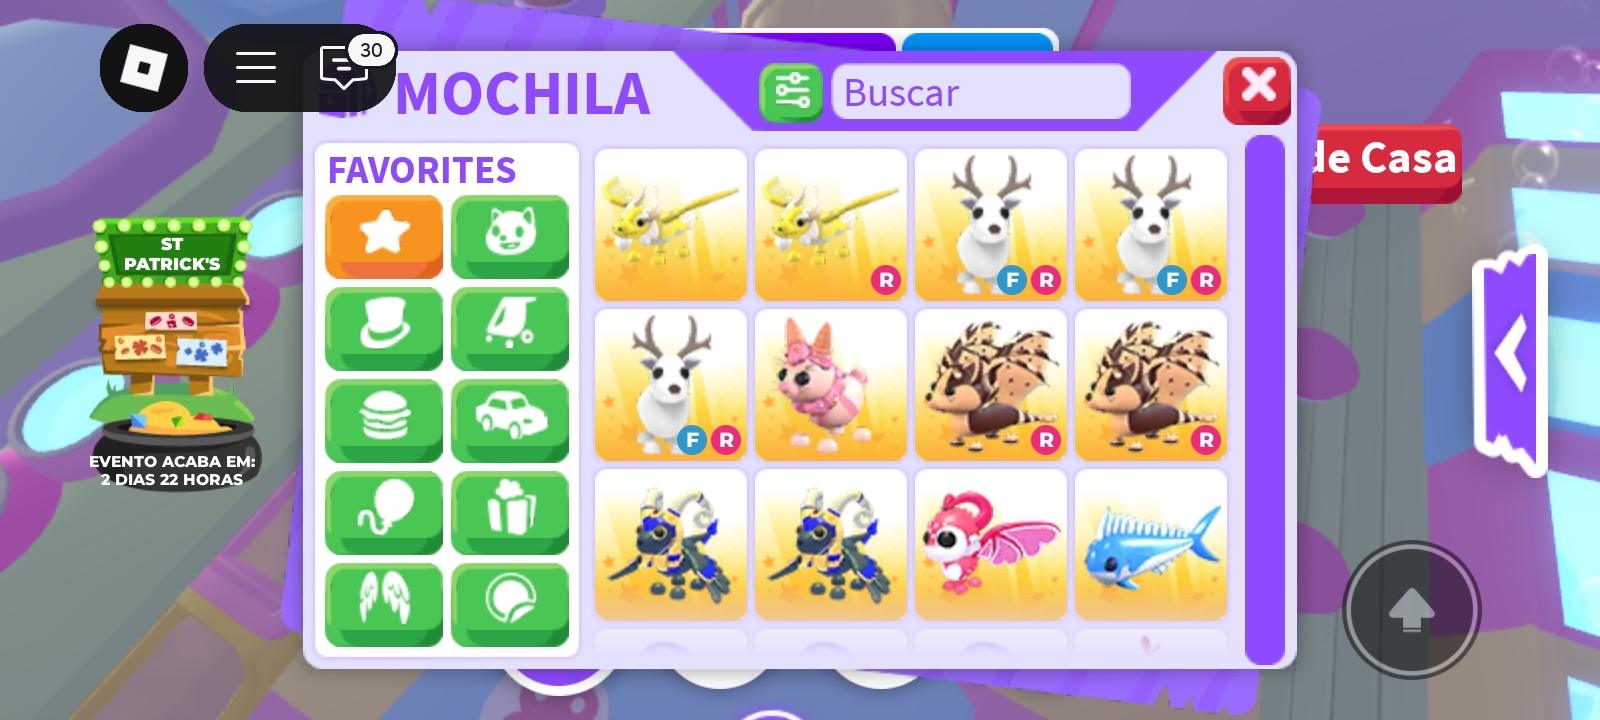 30
MOCHILA
Buscar
FAVORITES
de Casa
ST
PATRICK'S
EVENTO ACABA EM:
2 DIAS 22 HORAS
R
F R
F R
F R
R
R